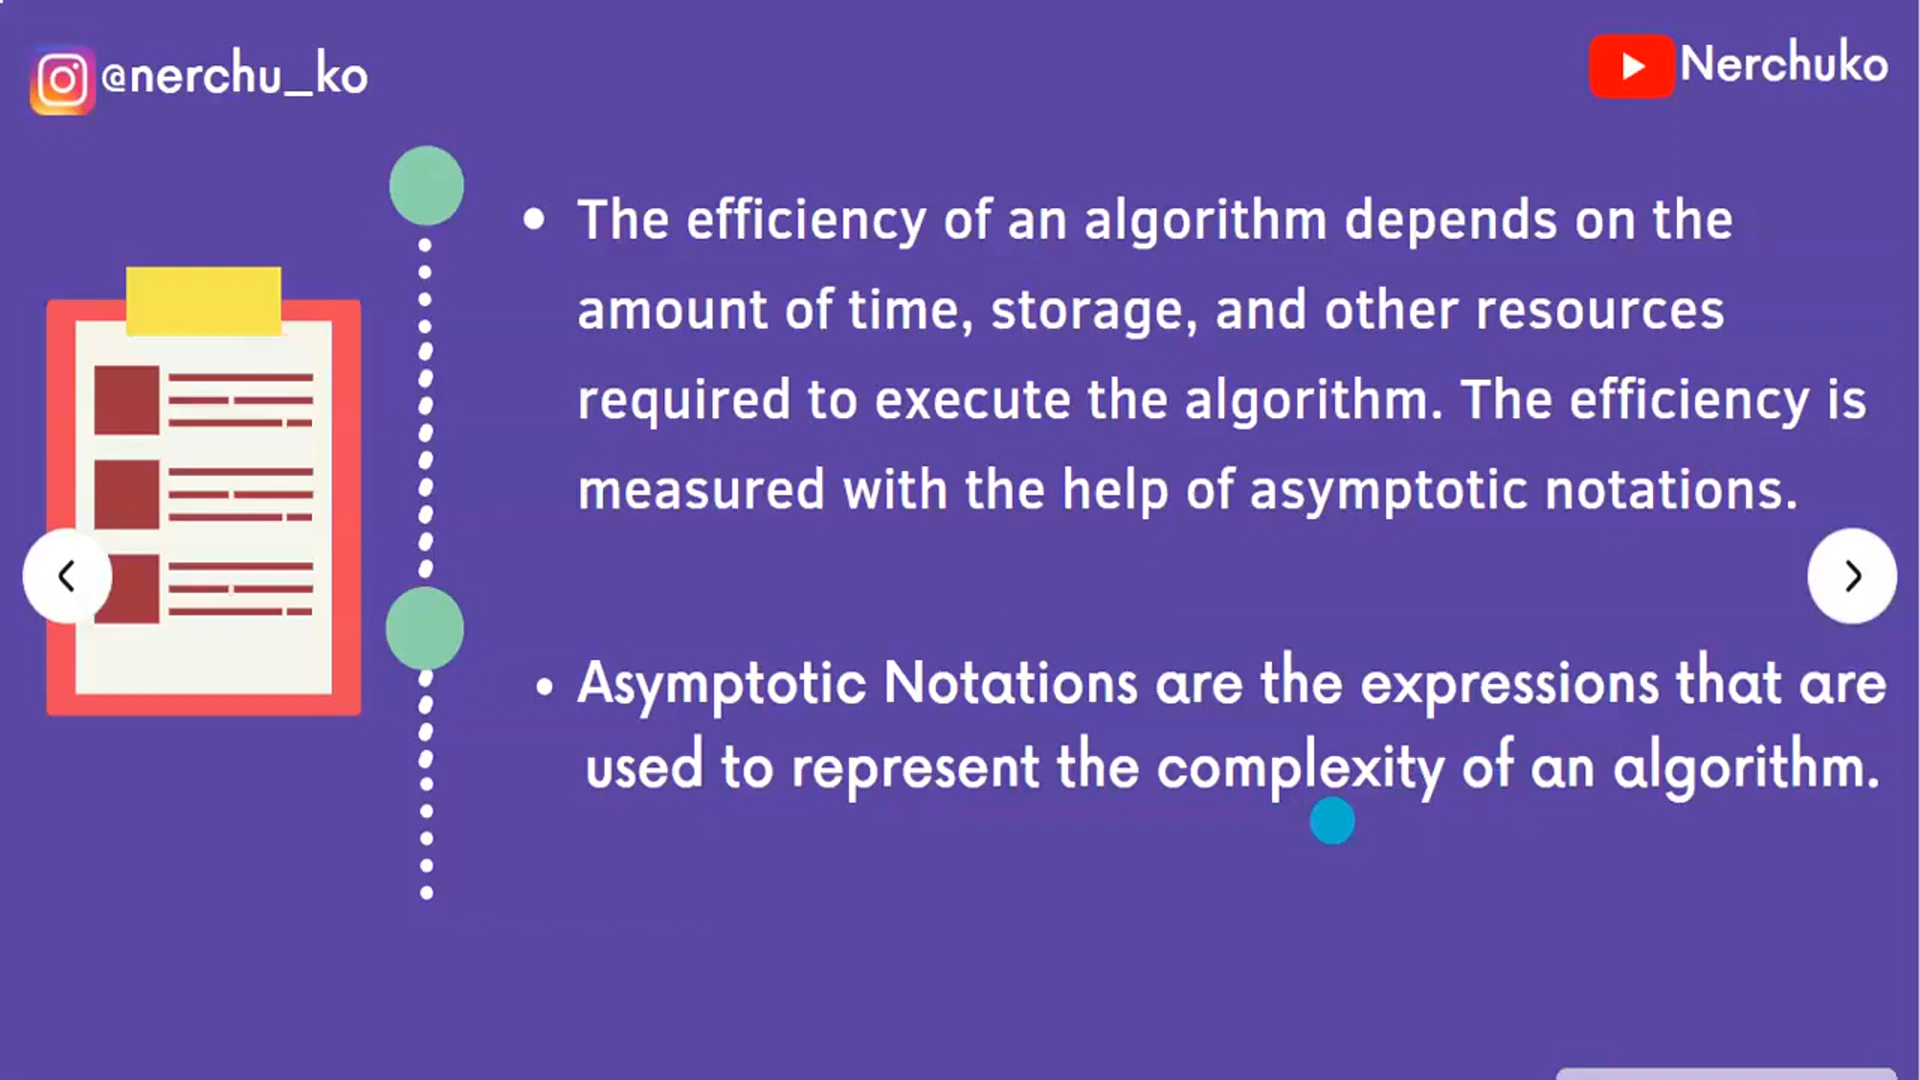 @nerchu_ko
Nerchuko
• The efficiency of an algorithm depends on the
amount of time, storage, and other resources
required to execute the algorithm. The efficiency is
measured with the help of asymptotic notations.
• Asymptotic Notations are the expressions that are
used to represent the complexity of an algorithm.